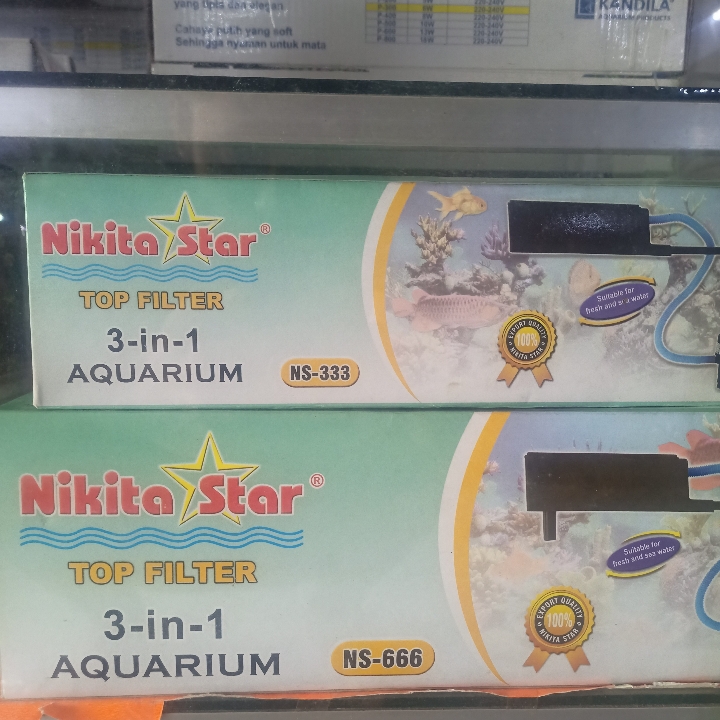 yang tipis dan elegan
Cahaya putih yang soft
Sehingga nyaman untuk mata
KANDILA
AQUARIUM PRODUCTS
Nikita Star®
TOP FILTER
3-in-1
AQUARIUM
NS-333
Suitable for
fresh and sea water
EXPORT QUALITY
100%
NIKITA STAR
Nikita Star®
TOP FILTER
3-in-1
AQUARIUM
NS-666
Suitable for
fresh and sea water
EXPORT QUALITY
100%
NIKITA STAR